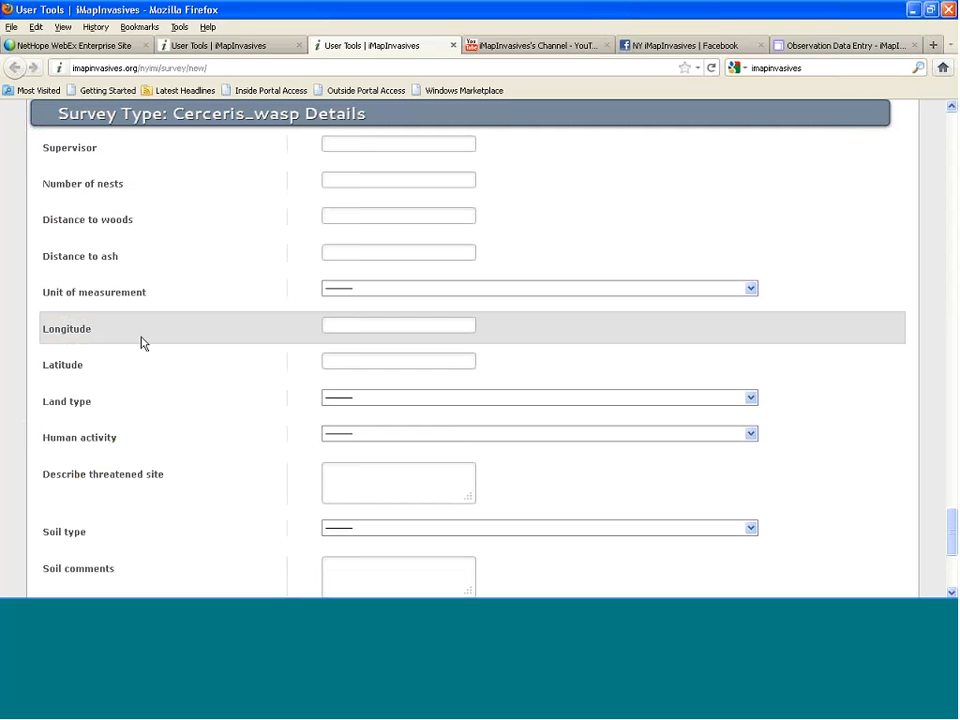 User Tools | iMapInvasives - Mozilla Firefox
File Edit View History Bookmarks Tools Help
NetHope WebEx Enterprise Site User Tools | iMapInvasives User Tools | iMapInvasives iMapInvasives's Channel - YouT... NY iMapInvasives | Facebook Observation Data Entry - iMapI...
imapinvasives.org/nyimi/survey/new/ imapinvasives
Most Visited Getting Started Latest Headlines Inside Portal Access Outside Portal Access Windows Marketplace
Survey Type: Cerceris_wasp Details
Supervisor
Number of nests
Distance to woods
Distance to ash
Unit of measurement
Longitude
Latitude
Land type
Human activity
Describe threatened site
Soil type
Soil comments